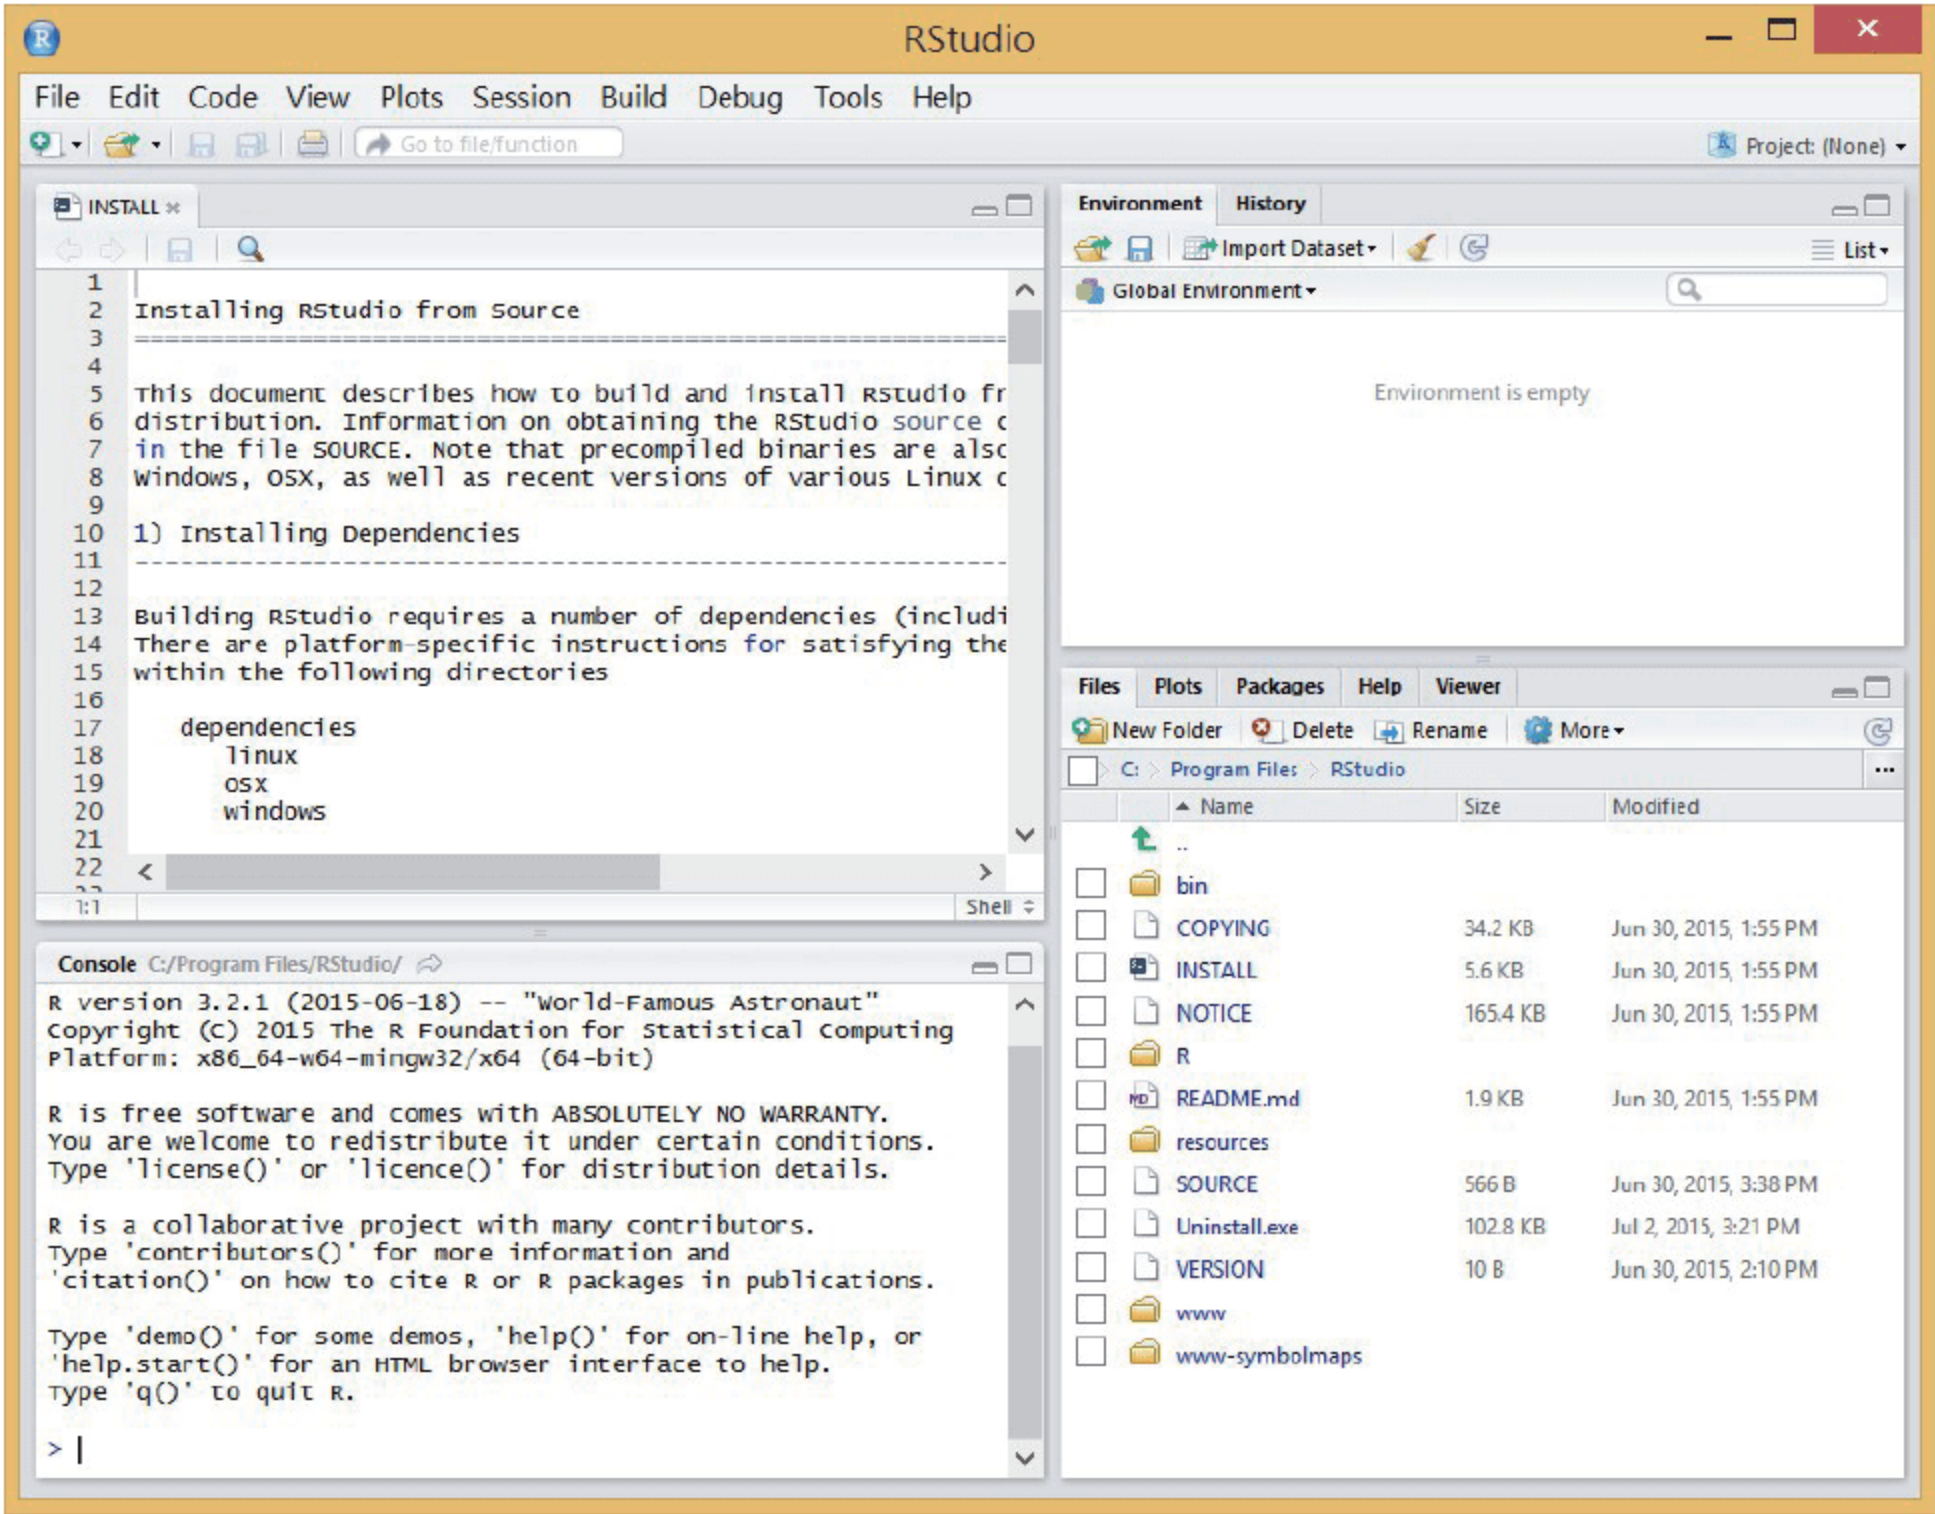 RStudio
File Edit Code View Plots Session Build Debug Tools Help
Go to file/function
Project: (None)
INSTALL
1
2 Installing RStudio from Source
3 ==========================================================================
4
5 This document describes how to build and install RStudio fr
6 distribution. Information on obtaining the RStudio source c
7 in the file SOURCE. Note that precompiled binaries are also
8 Windows, OSX, as well as recent versions of various Linux d
9
10 1) Installing Dependencies
11 --------------------------------------------------------------------------
12
13 Building RStudio requires a number of dependencies (includi
14 There are platform-specific instructions for satisfying the
15 within the following directories
16
17 dependencies
18 linux
19 osx
20 windows
21
22
1:1 Shell
Console C:/Program Files/RStudio/
R version 3.2.1 (2015-06-18) -- "World-Famous Astronaut"
Copyright (C) 2015 The R Foundation for Statistical Computing
Platform: x86_64-w64-mingw32/x64 (64-bit)
R is free software and comes with ABSOLUTELY NO WARRANTY.
You are welcome to redistribute it under certain conditions.
Type 'license()' or 'licence()' for distribution details.
R is a collaborative project with many contributors.
Type 'contributors()' for more information and
'citation()' on how to cite R or R packages in publications.
Type 'demo()' for some demos, 'help()' for on-line help, or
'help.start()' for an HTML browser interface to help.
Type 'q()' to quit R.
>
Environment History
Import Dataset List
Global Environment
Environment is empty
Files Plots Packages Help Viewer
New Folder Delete Rename More
C: Program Files RStudio ...
Name Size Modified
..
bin
COPYING 34.2 KB Jun 30, 2015, 1:55 PM
INSTALL 5.6 KB Jun 30, 2015, 1:55 PM
NOTICE 165.4 KB Jun 30, 2015, 1:55 PM
R
README.md 1.9 KB Jun 30, 2015, 1:55 PM
resources
SOURCE 566 B Jun 30, 2015, 3:38 PM
Uninstall.exe 102.8 KB Jul 2, 2015, 3:21 PM
VERSION 10 B Jun 30, 2015, 2:10 PM
www
www-symbolmaps